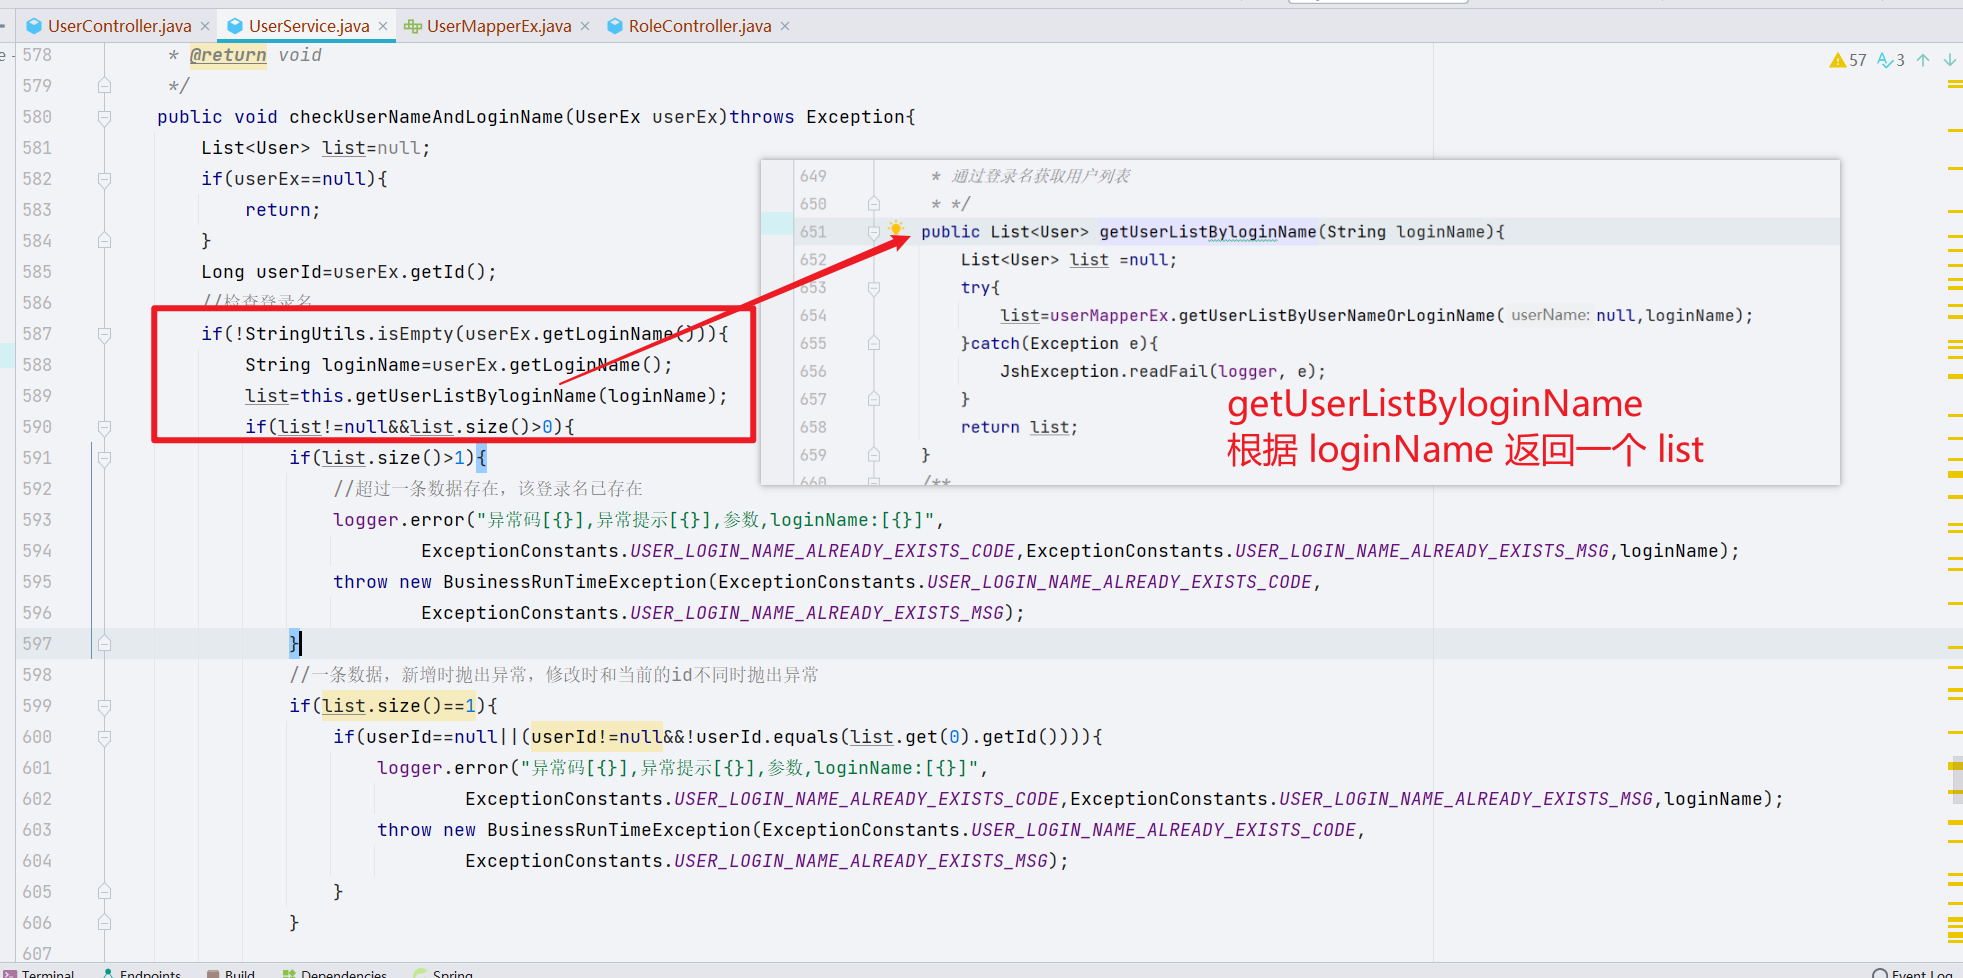 UserController.java × UserService.java × UserMapperEx.java × RoleController.java ×
57 3
578 * @return void
579 */
580 public void checkUserNameAndLoginName(UserEx userEx)throws Exception{
581 List<User> list=null;
582 if(userEx==null){
583 return;
584 }
585 Long userId=userEx.getId();
586 //检查登录名
587 if(!StringUtils.isEmpty(userEx.getLoginName())){
588 String loginName=userEx.getLoginName();
589 list=this.getUserListByloginName(loginName);
590 if(list!=null&&list.size()>0){
591 if(list.size()>1){
592 //超过一条数据存在，该登录名已存在
593 logger.error("异常码[{}],异常提示[{}],参数,loginName:[{}]",
594 ExceptionConstants.USER_LOGIN_NAME_ALREADY_EXISTS_CODE,ExceptionConstants.USER_LOGIN_NAME_ALREADY_EXISTS_MSG,loginName);
595 throw new BusinessRunTimeException(ExceptionConstants.USER_LOGIN_NAME_ALREADY_EXISTS_CODE,
596 ExceptionConstants.USER_LOGIN_NAME_ALREADY_EXISTS_MSG);
597 }
598 //一条数据，新增时抛出异常，修改时和当前的id不同时抛出异常
599 if(list.size()==1){
600 if(userId==null||(userId!=null&&!userId.equals(list.get(0).getId()))){
601 logger.error("异常码[{}],异常提示[{}],参数,loginName:[{}]",
602 ExceptionConstants.USER_LOGIN_NAME_ALREADY_EXISTS_CODE,ExceptionConstants.USER_LOGIN_NAME_ALREADY_EXISTS_MSG,loginName);
603 throw new BusinessRunTimeException(ExceptionConstants.USER_LOGIN_NAME_ALREADY_EXISTS_CODE,
604 ExceptionConstants.USER_LOGIN_NAME_ALREADY_EXISTS_MSG);
605 }
606 }
607
649 * 通过登录名获取用户列表
650 * */
651 public List<User> getUserListByloginName(String loginName){
652 List<User> list =null;
653 try{
654 list=userMapperEx.getUserListByUserNameOrLoginName( userName: null,loginName);
655 }catch(Exception e){
656 JshException.readFail(logger, e);
657 }
658 return list;
659 }
660 /**
getUserListByloginName
根据 loginName 返回一个 list
Terminal Endpoints Build Dependencies Spring Event Log